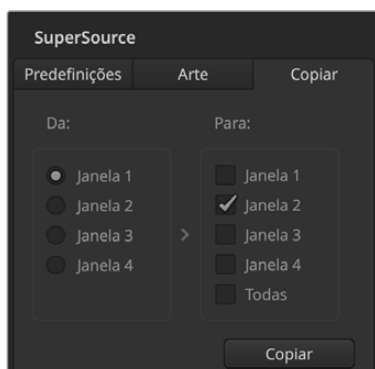 SuperSource
Predefinições Arte Copiar
Da: Para:
Janela 1 Janela 1
Janela 2 Janela 2
Janela 3 > Janela 3
Janela 4 Janela 4
Todas
Copiar